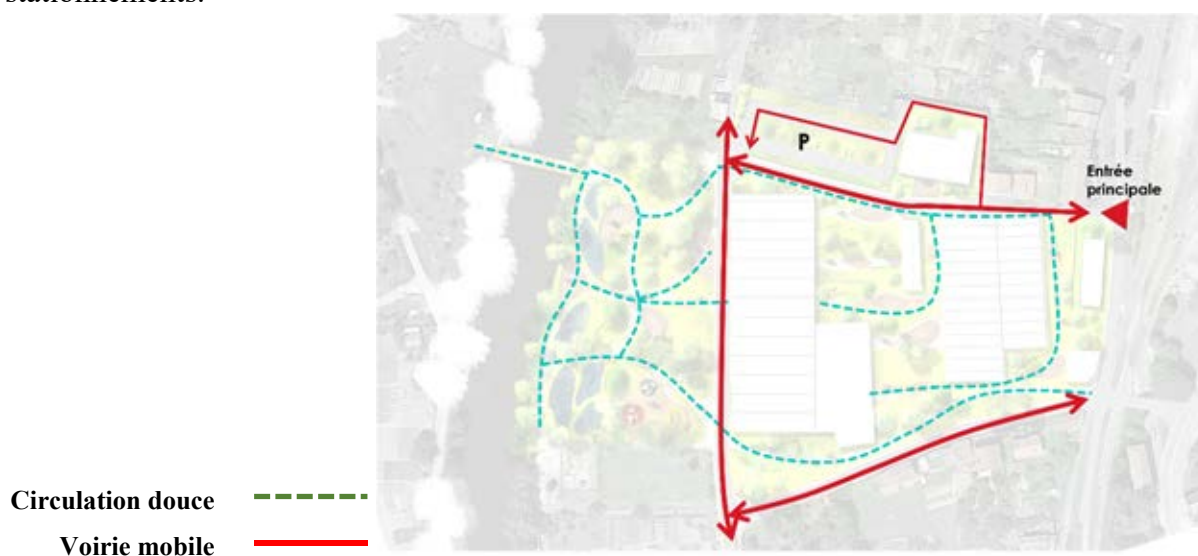 stationnements.
P
Entrée
principale
Circulation douce
Voirie mobile